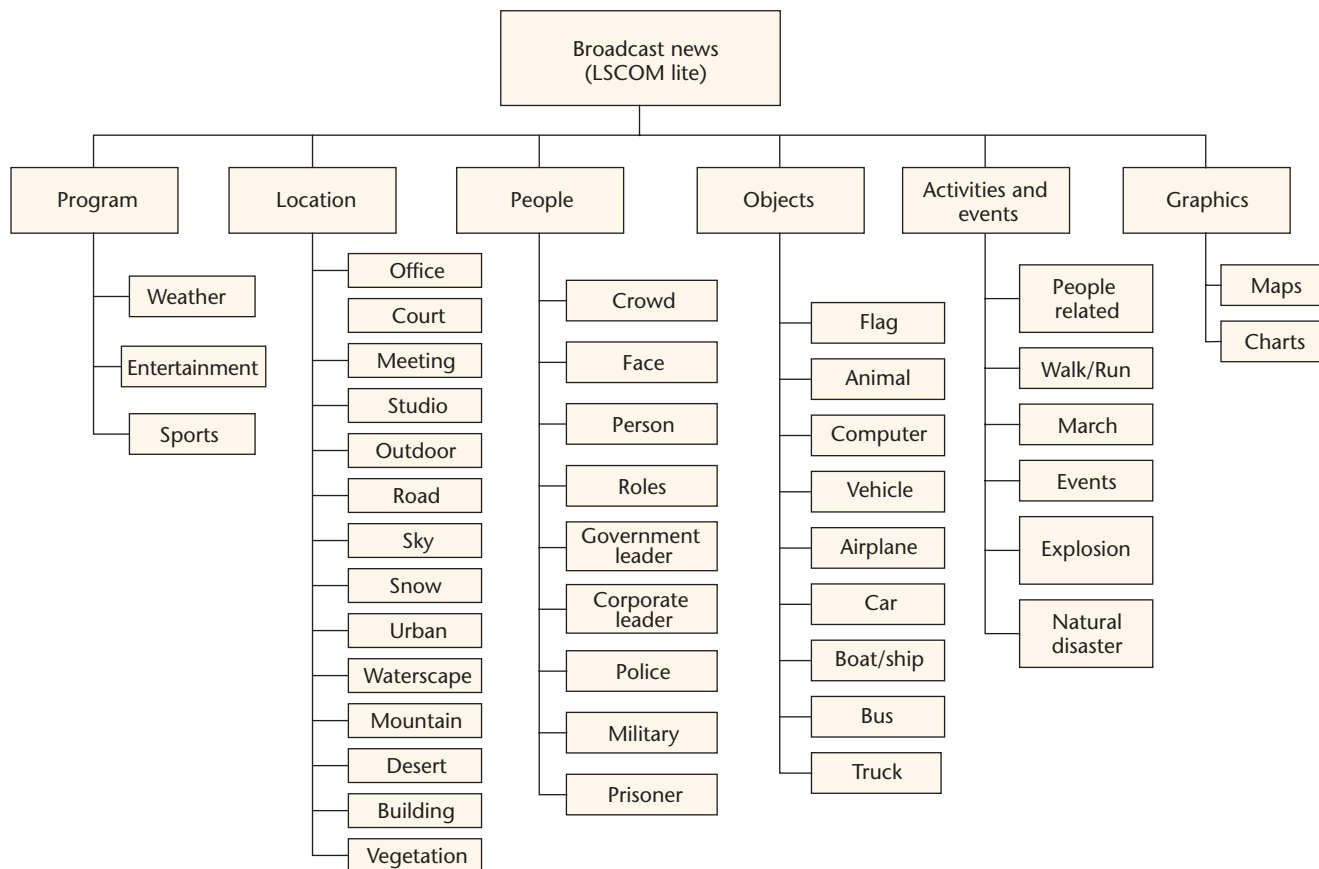 Broadcast news
(LSCOM lite)
Program
Location
People
Objects
Activities and
events
Graphics
Weather
Entertainment
Sports
Office
Court
Meeting
Studio
Outdoor
Road
Sky
Snow
Urban
Waterscape
Mountain
Desert
Building
Vegetation
Crowd
Face
Person
Roles
Government
leader
Corporate
leader
Police
Military
Prisoner
Flag
Animal
Computer
Vehicle
Airplane
Car
Boat/ship
Bus
Truck
People
related
Walk/Run
March
Events
Explosion
Natural
disaster
Maps
Charts